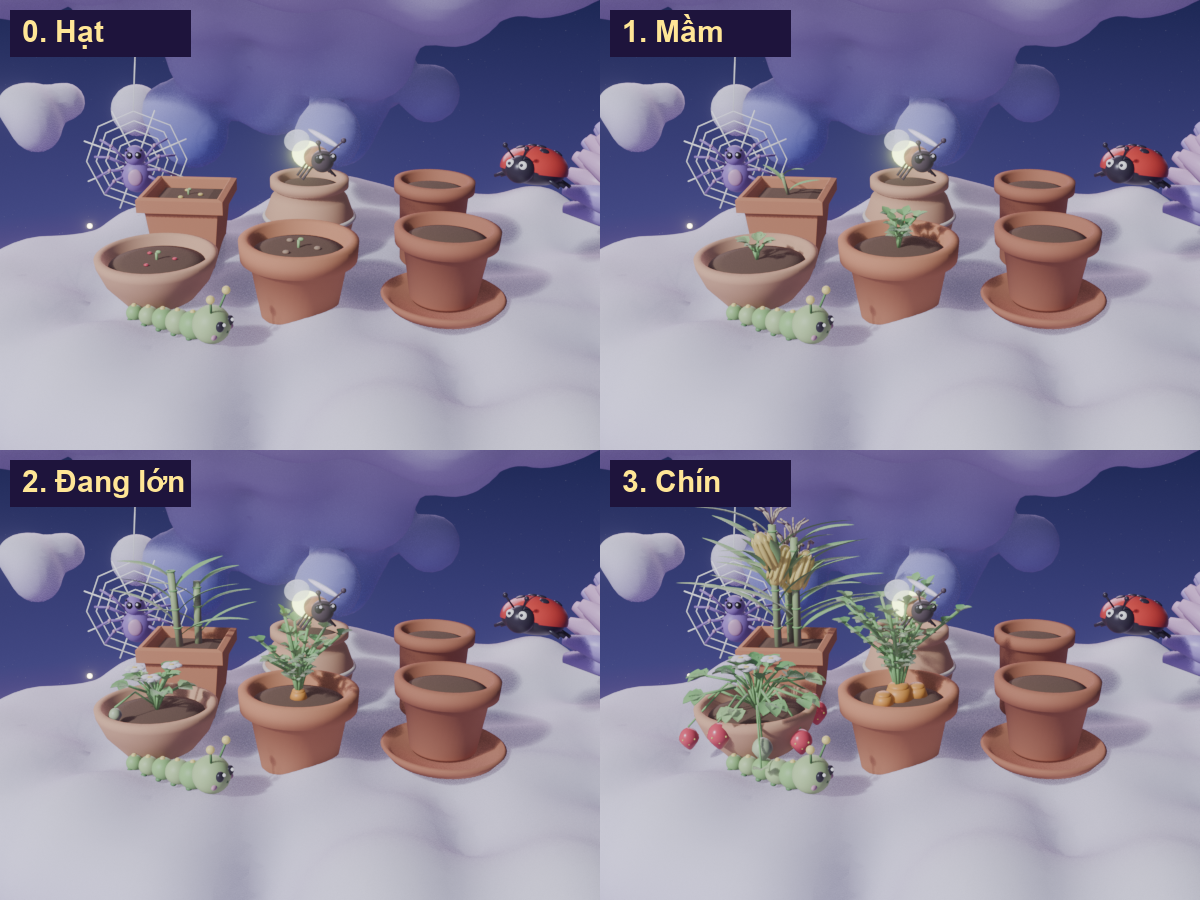 0. Hạt
1. Mầm
2. Đang lớn
3. Chín